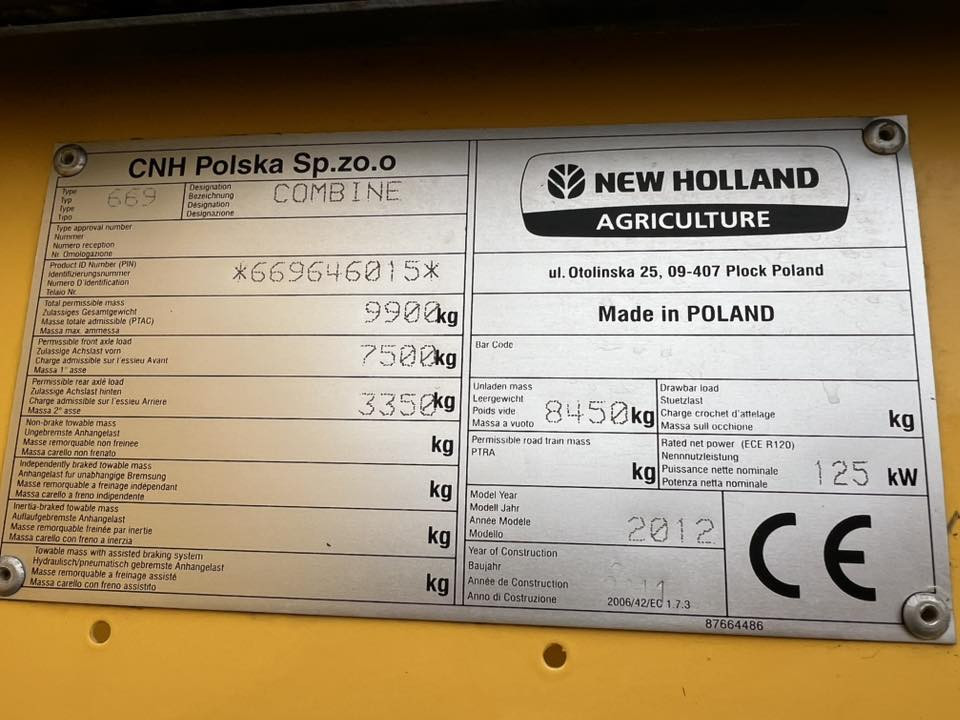 CNH Polska Sp.zo.o
Type
Typ
Type
Tipo
669
Designation
Bezeichnung
Désignation
Designazione
COMBINE
Type approval number
Nummer
Numero reception
Nr. Omologazione
Product ID Number (PIN)
Identifizierungsnummer
Numero D'Identification
Telaio Nr.
*669646015*
Total permissible mass
Zulassiges Gesamtgewicht
Masse totale admissible (PTAC)
Massa max. ammessa
9900kg
Permissible front axle load
Zulassige Achslast vorn
Charge admissible sur l'essieu Avant
Massa 1° asse
7500kg
Permissible rear axle load
Zulassige Achslast hinten
Charge admissible sur l'essieu Arriere
Massa 2° asse
3350kg
Non-brake towable mass
Ungebremste Anhangelast
Masse remorquable non freinee
Massa carello non frenato
kg
Independently braked towable mass
Anhangelast fur unabhangige Bremsung
Masse remorquable a freinage indépendant
Massa carello a freno indipendente
kg
Inertia-braked towable mass
Auflaufgebremste Anhangelast
Masse remorquable freinée par inertie
Massa carello con freno a inerzia
kg
Towable mass with assisted braking system
Hydraulisch/pneumatisch gebremste Anhangelast
Masse remorquable a freinage assisté
Massa carello con freno assistito
kg
NEW HOLLAND
AGRICULTURE
ul. Otolinska 25, 09-407 Plock Poland
Made in POLAND
Bar Code
Unladen mass
Leergewicht
Poids vide
Massa a vuoto
8450kg
Drawbar load
Stuetzlast
Charge crochet d'attelage
Massa sull occhione
kg
Permissible road train mass
PTRA
kg
Rated net power (ECE R120)
Nennnutzleistung
Puissance nette nominale
Potenza netta nominale
125 kW
Model Year
Modell Jahr
Année Modèle
Modello
2012
Year of Construction
Baujahr
Année de Construction
Anno di Costruzione
2006/42/EC 1.7.3
CE
87664486